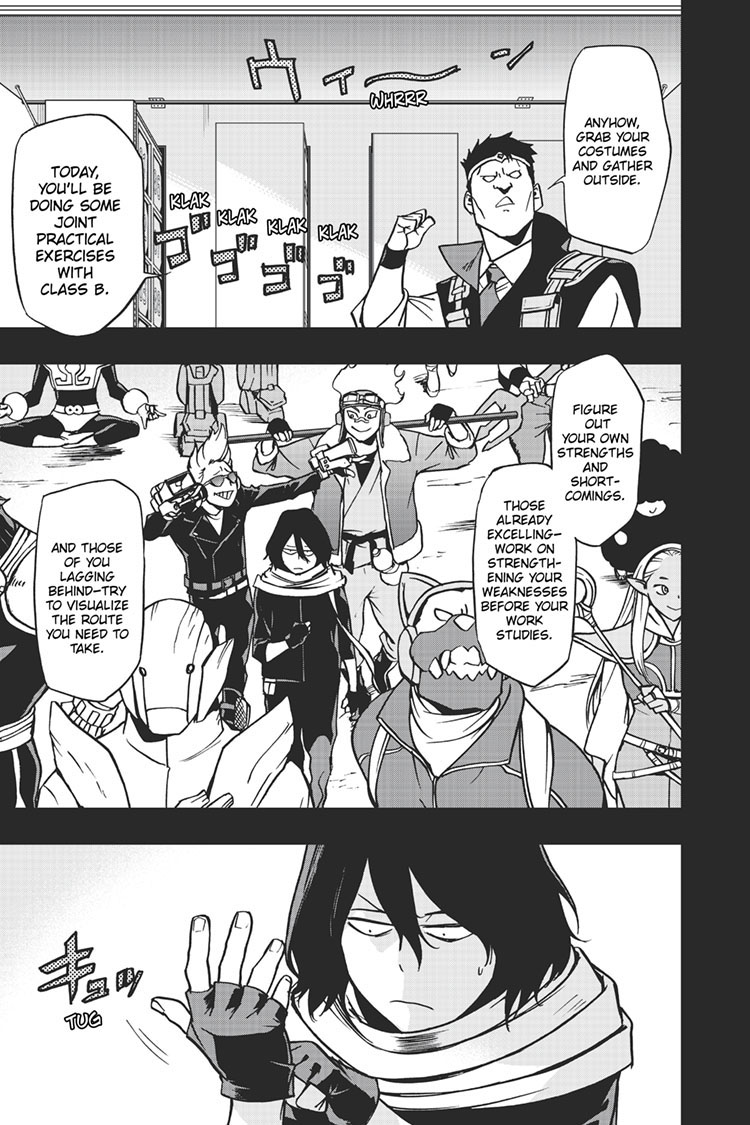 ウィーン
WHRRR
ANYHOW,
GRAB YOUR
COSTUMES
AND GATHER
OUTSIDE.
TODAY,
YOU'LL BE
DOING SOME
JOINT
PRACTICAL
EXERCISES
WITH
CLASS B.
KLAK
KLAK
KLAK
KLAK
ゴ
ゴ
ゴ
ゴ
FIGURE
OUT
YOUR OWN
STRENGTHS
AND
SHORT-
COMINGS.
THOSE
ALREADY
EXCELLING-
WORK ON
STRENGTH-
ENING YOUR
WEAKNESSES
BEFORE YOUR
WORK
STUDIES.
AND THOSE
OF YOU
LAGGING
BEHIND-TRY
TO VISUALIZE
THE ROUTE
YOU NEED TO
TAKE.
キュッ
TUG